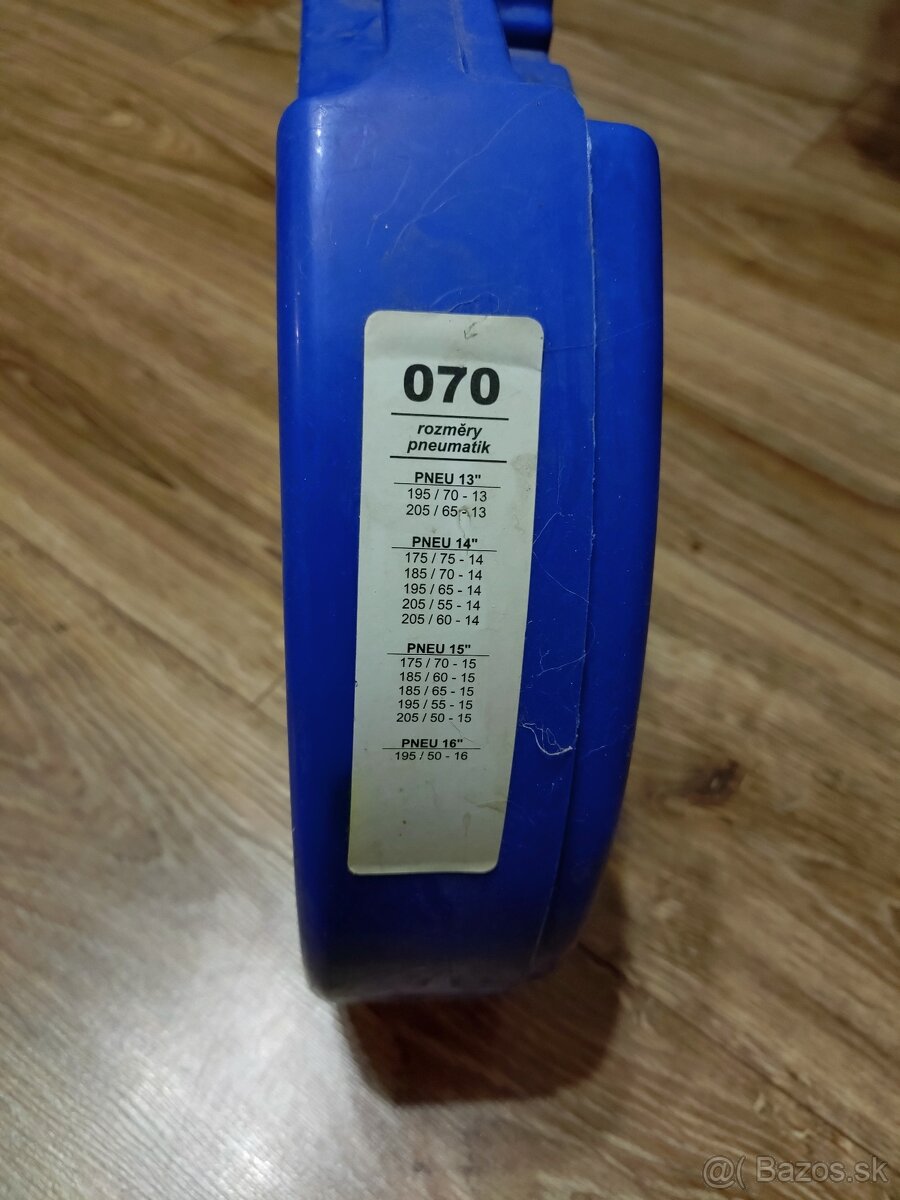 070
rozměry
pneumatik
PNEU 13"
195 / 70 - 13
205 / 65 - 13
PNEU 14"
175 / 75 - 14
185 / 70 - 14
195 / 65 - 14
205 / 55 - 14
205 / 60 - 14
PNEU 15"
175 / 70 - 15
185 / 60 - 15
185 / 65 - 15
195 / 55 - 15
205 / 50 - 15
PNEU 16"
195 / 50 - 16
@( Bazos.sk